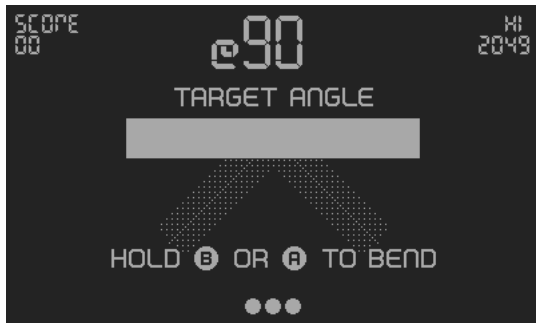 SCORE
00
@90
HI
2049
TARGET ANGLE
HOLD B OR A TO BEND